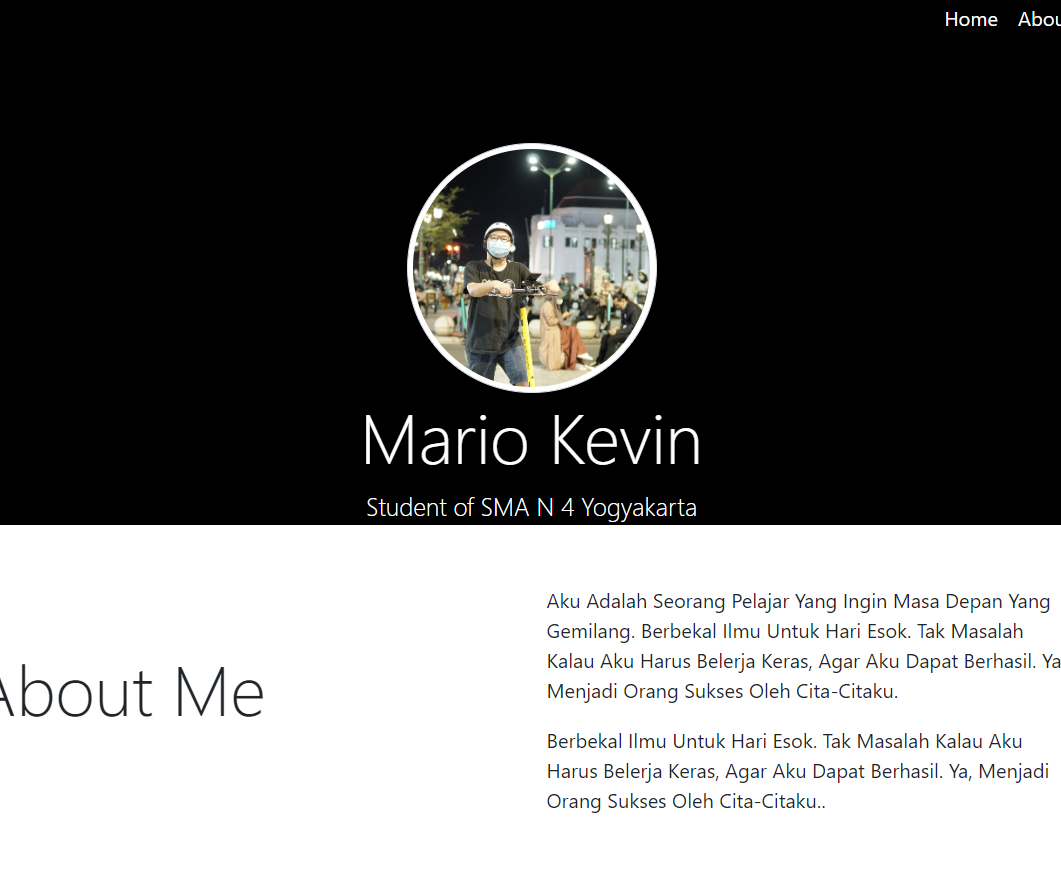 Home Abou
Mario Kevin
Student of SMA N 4 Yogyakarta
About Me
Aku Adalah Seorang Pelajar Yang Ingin Masa Depan Yang
Gemilang. Berbekal Ilmu Untuk Hari Esok. Tak Masalah
Kalau Aku Harus Belerja Keras, Agar Aku Dapat Berhasil. Ya
Menjadi Orang Sukses Oleh Cita-Citaku.
Berbekal Ilmu Untuk Hari Esok. Tak Masalah Kalau Aku
Harus Belerja Keras, Agar Aku Dapat Berhasil. Ya, Menjadi
Orang Sukses Oleh Cita-Citaku..